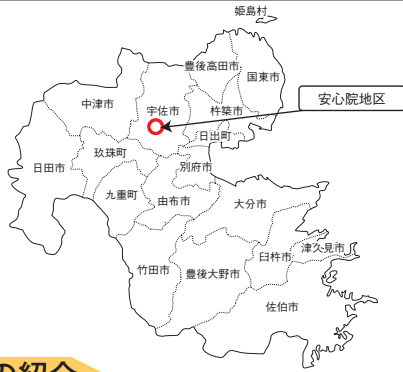 姫島村
豊後高田市
国東市
中津市
宇佐市
杵築市
安心院地区
日出町
玖珠町
日田市
別府市
九重町
由布市
大分市
津久見市
臼杵市
竹田市
豊後大野市
佐伯市
の紹介